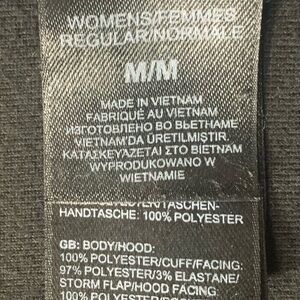 WOMENS/FEMMES
REGULAR/NORMALE
M/M
MADE IN VIETNAM
FABRIQUÉ AU VIETNAM
ИЗГОТОВЛЕНО ВО ВЬЕТНАМЕ
VIETNAM'DA ÜRETILMIŞTIR.
ΚΑΤΑΣΚΕΥΑΖΕΤΑΙ ΣΤΟ ΒΙΕΤΝΑΜ
WYPRODUKOWANO W
WIETNAMIE
HANDTASCHE: 100% POLYESTER
GB: BODY/HOOD:
100% POLYESTER/CUFF/FACING:
97% POLYESTER/3% ELASTANE/
STORM FLAP/HOOD FACING:
100% POLYESTER